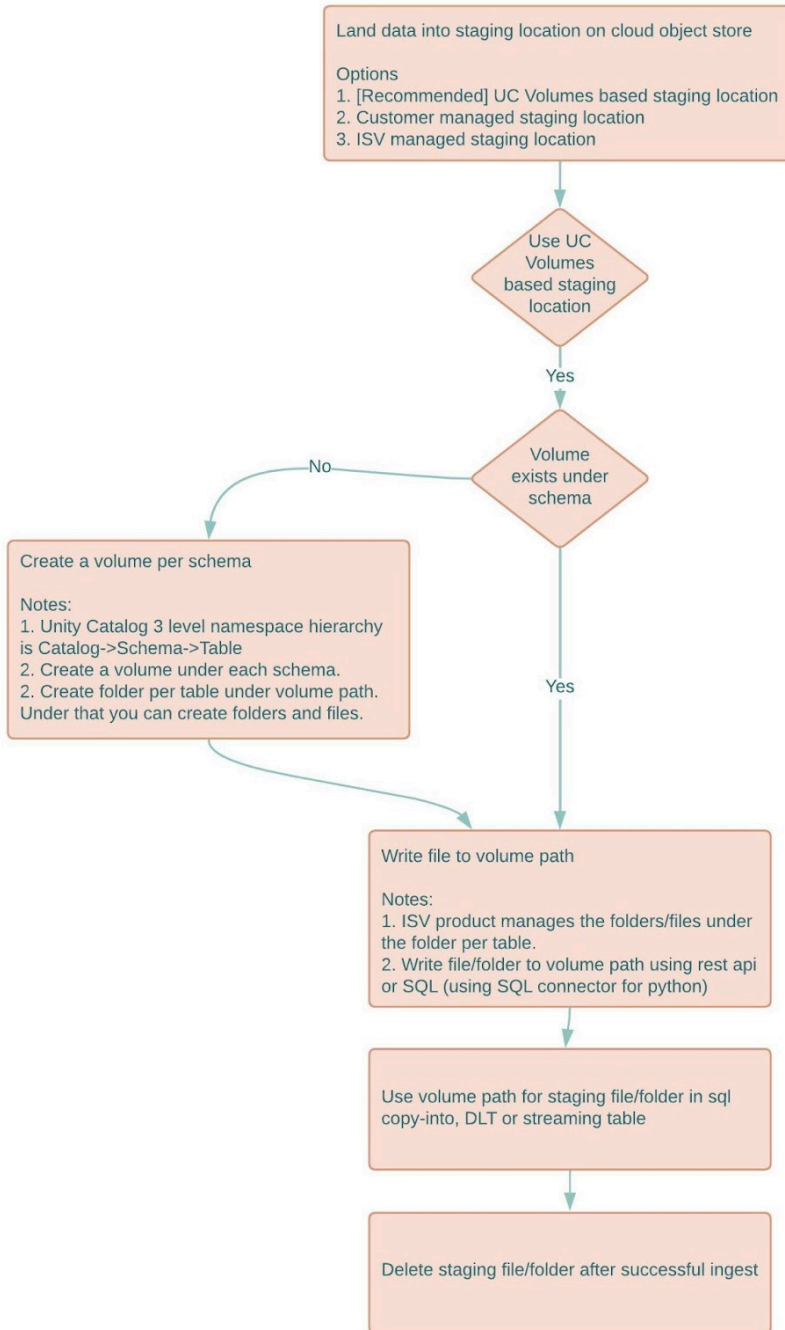 Land data into staging location on cloud object store
Options
1. [Recommended] UC Volumes based staging location
2. Customer managed staging location
3. ISV managed staging location
Use UC
Volumes
based staging
location
Yes
Volume
exists under
schema
No
Create a volume per schema
Notes:
1. Unity Catalog 3 level namespace hierarchy
is Catalog->Schema->Table
2. Create a volume under each schema.
2. Create folder per table under volume path.
Under that you can create folders and files.
Yes
Write file to volume path
Notes:
1. ISV product manages the folders/files under
the folder per table.
2. Write file/folder to volume path using rest api
or SQL (using SQL connector for python)
Use volume path for staging file/folder in sql
copy-into, DLT or streaming table
Delete staging file/folder after successful ingest